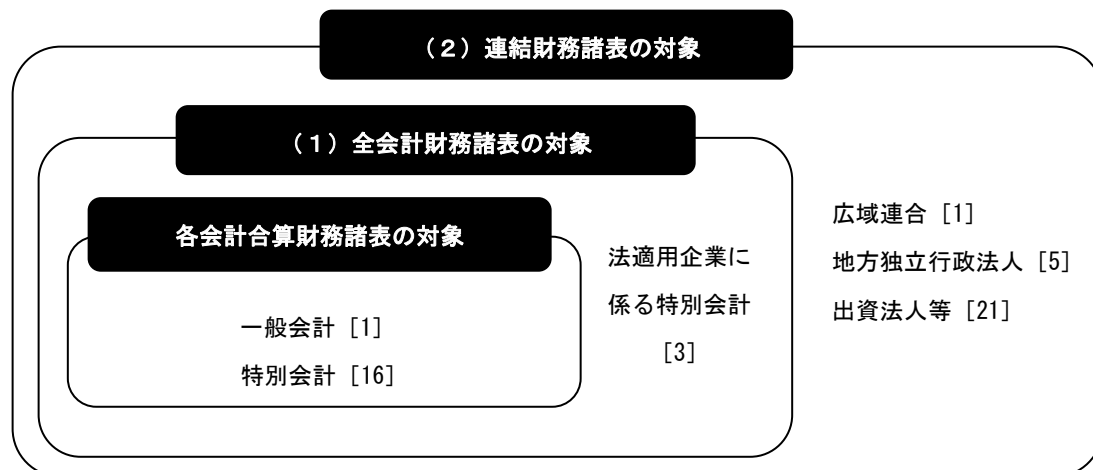 （２）連結財務諸表の対象
（１）全会計財務諸表の対象
各会計合算財務諸表の対象
一般会計 [1]
特別会計 [16]
法適用企業に
係る特別会計
[3]
広域連合 [1]
地方独立行政法人 [5]
出資法人等 [21]